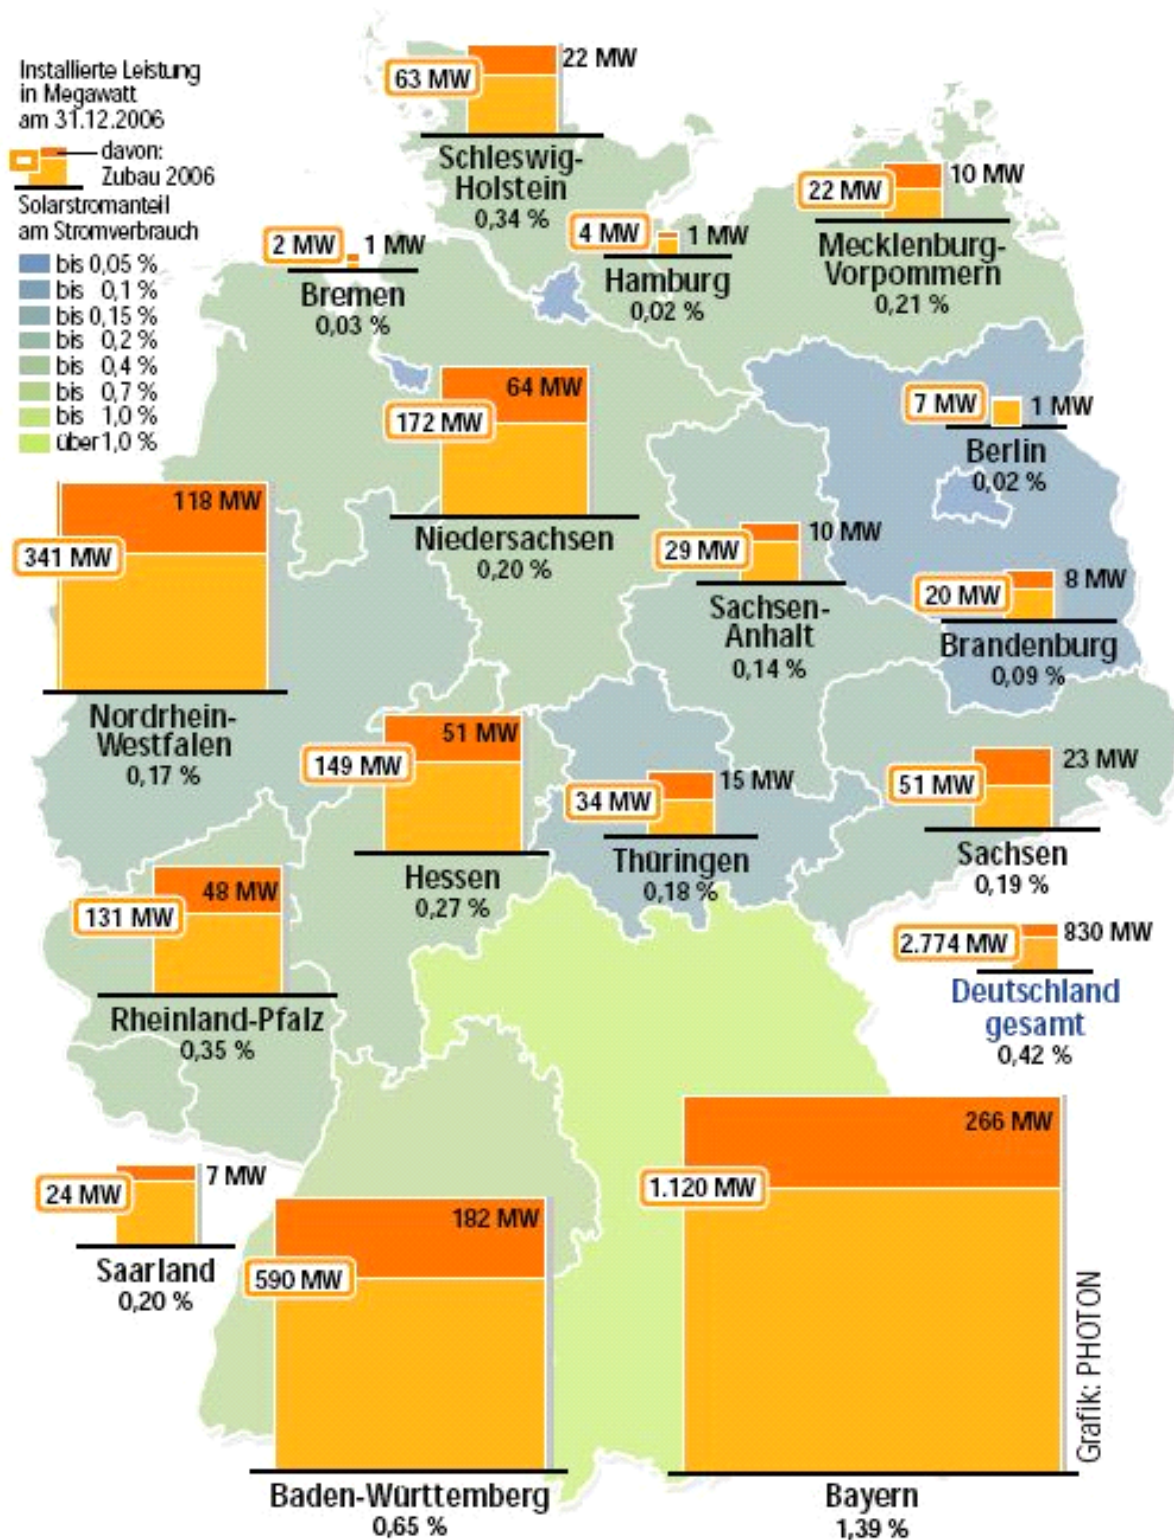 Installierte Leistung
in Megawatt
am 31.12.2006
davon:
Zubau 2006
Solarstromanteil
am Stromverbrauch
bis 0,05 %
bis 0,1 %
bis 0,15 %
bis 0,2 %
bis 0,4 %
bis 0,7 %
bis 1,0 %
über 1,0 %
63 MW
22 MW
Schleswig-
Holstein
0,34 %
2 MW
1 MW
Bremen
0,03 %
4 MW
1 MW
Hamburg
0,02 %
22 MW
10 MW
Mecklenburg-
Vorpommern
0,21 %
172 MW
64 MW
Niedersachsen
0,20 %
7 MW
1 MW
Berlin
0,02 %
341 MW
118 MW
Nordrhein-
Westfalen
0,17 %
29 MW
10 MW
Sachsen-
Anhalt
0,14 %
20 MW
8 MW
Brandenburg
0,09 %
149 MW
51 MW
Hessen
0,27 %
34 MW
15 MW
Thüringen
0,18 %
51 MW
23 MW
Sachsen
0,19 %
131 MW
48 MW
Rheinland-Pfalz
0,35 %
2.774 MW
830 MW
Deutschland
gesamt
0,42 %
24 MW
7 MW
Saarland
0,20 %
590 MW
182 MW
Baden-Württemberg
0,65 %
1.120 MW
266 MW
Bayern
1,39 %
Grafik: PHOTON